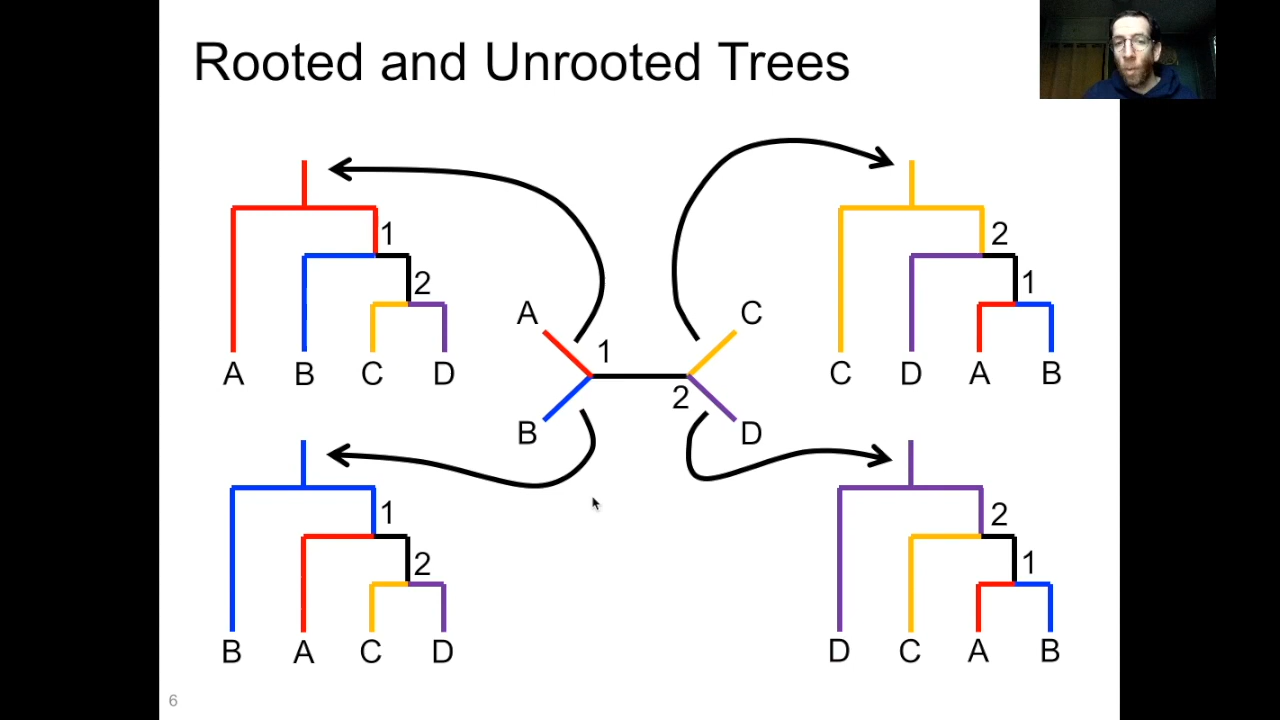 Rooted and Unrooted Trees
1
2
A B C D
2
1
C D A B
A
C
1
2
B
D
1
2
B A C D
2
1
D C A B
6